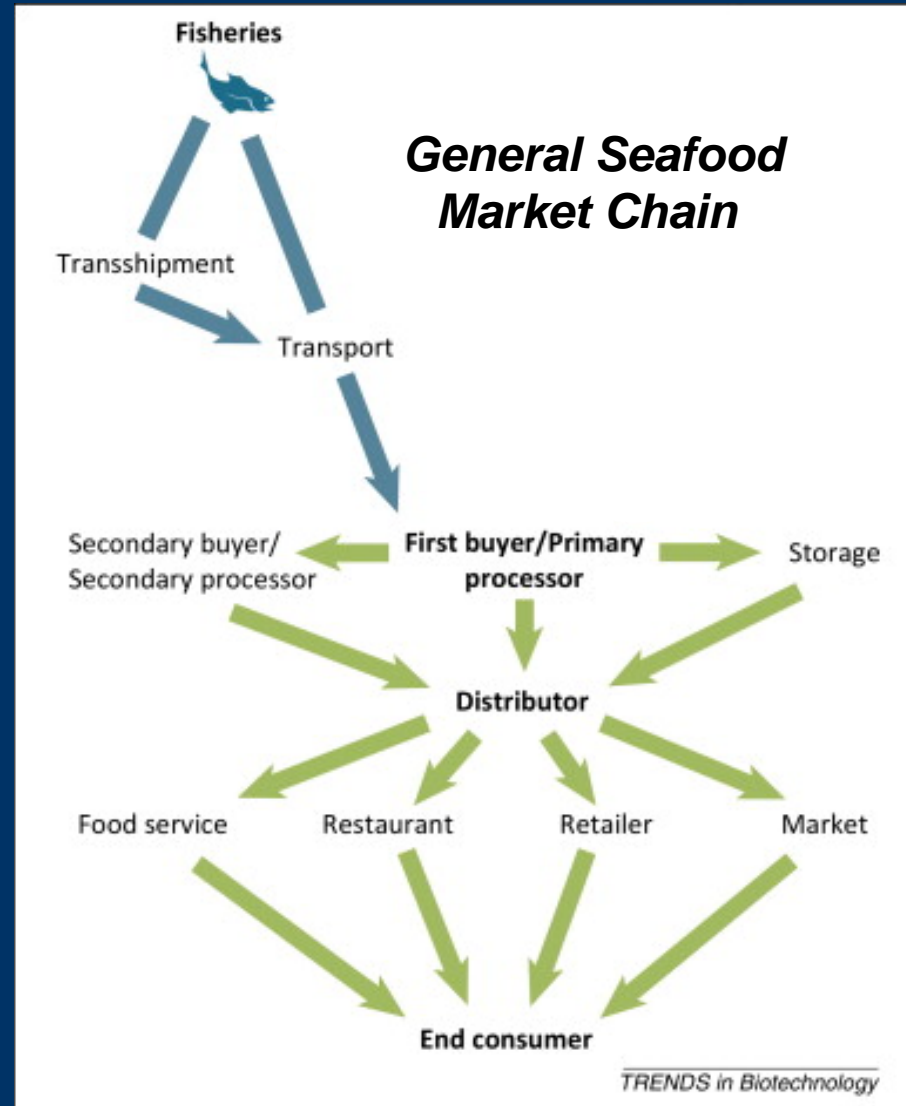 Fisheries
General Seafood
Market Chain
Transshipment
Transport
Secondary buyer/
Secondary processor
First buyer/Primary
processor
Storage
Distributor
Food service
Restaurant
Retailer
Market
End consumer
TRENDS in Biotechnology